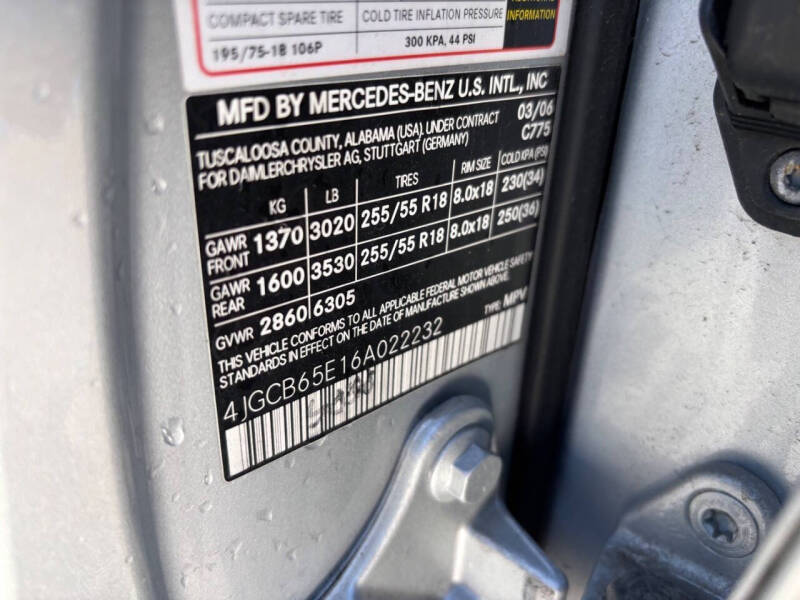 INFORMATION
COMPACT SPARE TIRE
COLD TIRE INFLATION PRESSURE
195/75-18 106P
300 KPA, 44 PSI
MFD BY MERCEDES-BENZ U.S. INTL., INC
TUSCALOOSA COUNTY, ALABAMA (USA). UNDER CONTRACT 03/06
FOR DAIMLERCHRYSLER AG, STUTTGART (GERMANY) C775
KG LB TIRES RIM SIZE COLD KPA (PSI)
GAWR FRONT 1370 3020 255/55 R18 8.0x18 230(34)
GAWR REAR 1600 3530 255/55 R18 8.0x18 250(36)
GVWR 2860 6305
THIS VEHICLE CONFORMS TO ALL APPLICABLE FEDERAL MOTOR VEHICLE SAFETY
STANDARDS IN EFFECT ON THE DATE OF MANUFACTURE SHOWN ABOVE.
TYPE: MPV
4JGCB65E16A022232